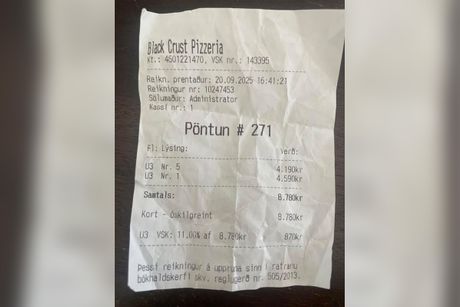 Black Crust Pizzeria
kt.: 4501221470, VSK nr.: 143395
Reikn. prentaður: 20.09.2025 16:41:21
Reikningur nr: 10247453
Sölumaður: Administrator
Kassi nr.: 1
Pöntun # 271
Fl: Lýsing: Verð:
U3 Nr. 5 4.190kr
U3 Nr. 1 4.590kr
Samtals: 8.780kr
Kort - óskilgreint 8.780kr
U3 VSK: 11.00% af 8.780kr 870kr
Þessi reikningur á uppruna sinn í rafrænu
bókhaldskerfi skv. reglugerð nr. 505/2013.